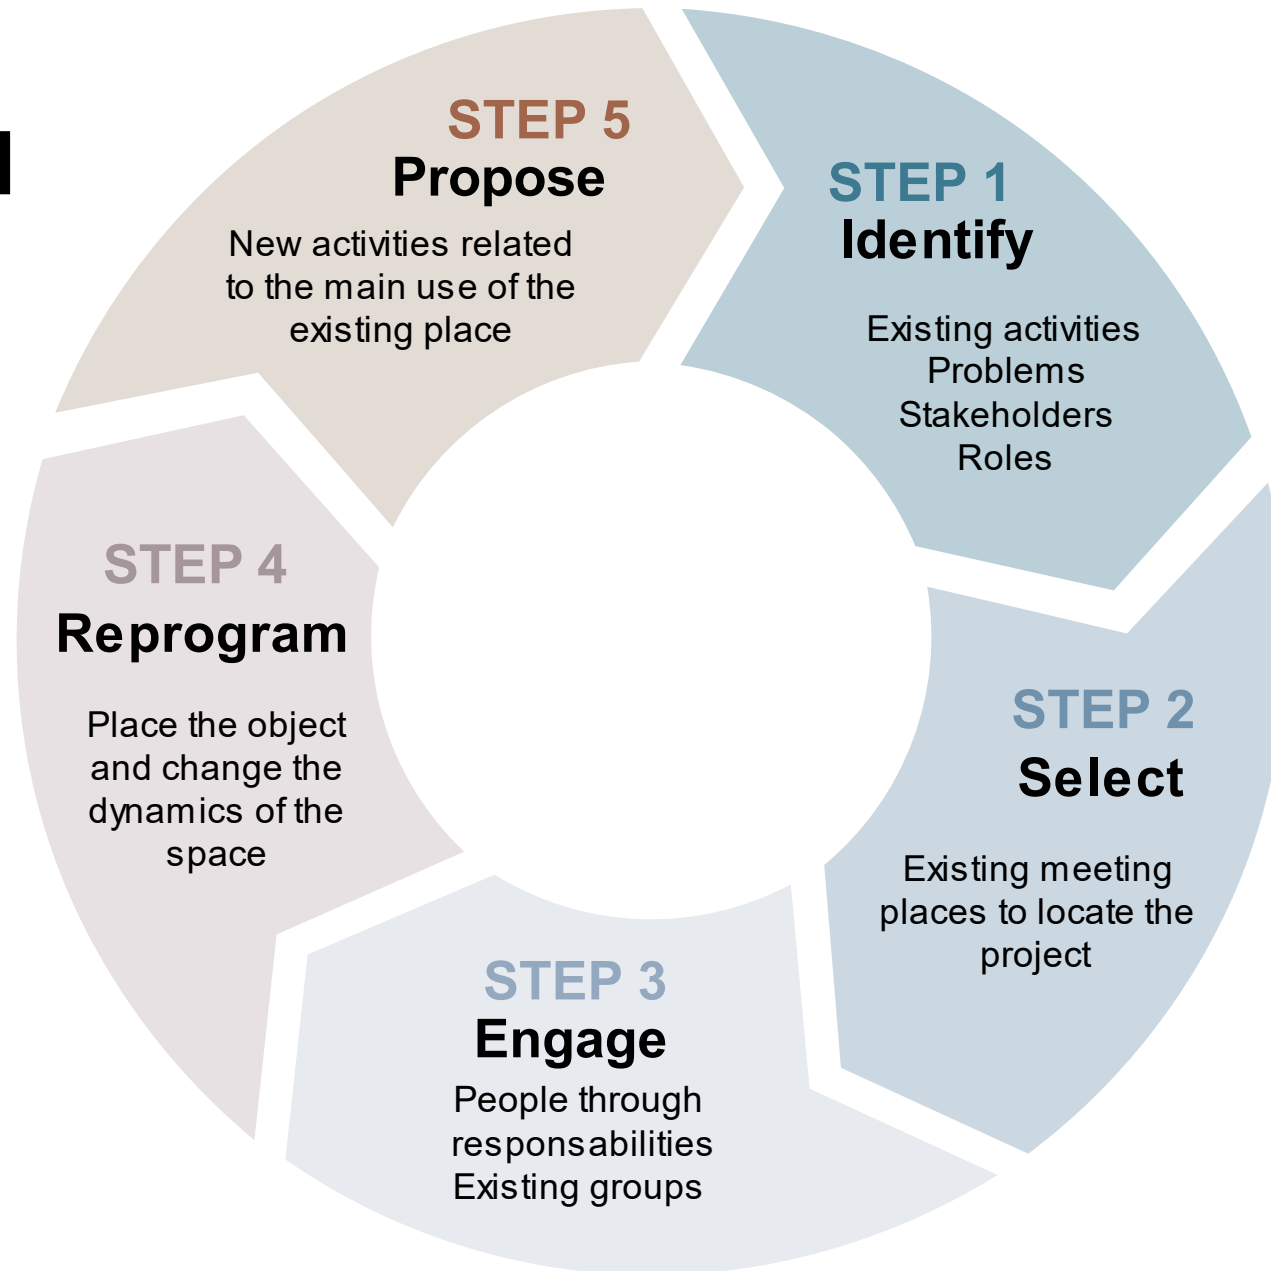 STEP 1
Identify
Existing activities
Problems
Stakeholders
Roles
STEP 2
Select
Existing meeting
places to locate the
project
STEP 3
Engage
People through
responsabilities
Existing groups
STEP 4
Reprogram
Place the object
and change the
dynamics of the
space
STEP 5
Propose
New activities related
to the main use of the
existing place